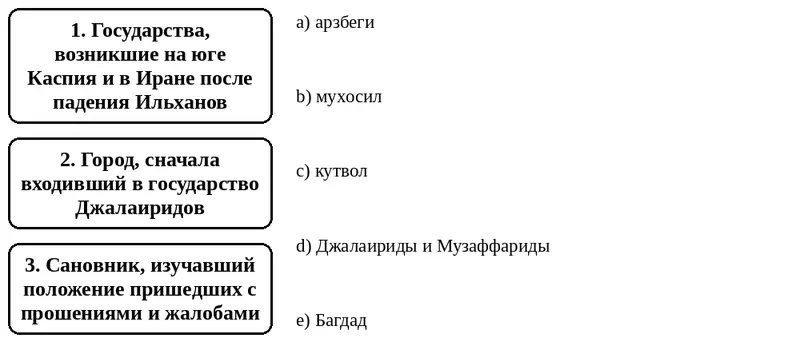 1. Государства,
возникшие на юге
Каспия и в Иране после
падения Ильханов
2. Город, сначала
входивший в государство
Джалаиридов
3. Сановник, изучавший
положение пришедших с
прошениями и жалобами
a) арзбеги
b) мухосил
c) кутвол
d) Джалаириды и Музаффариды
e) Багдад